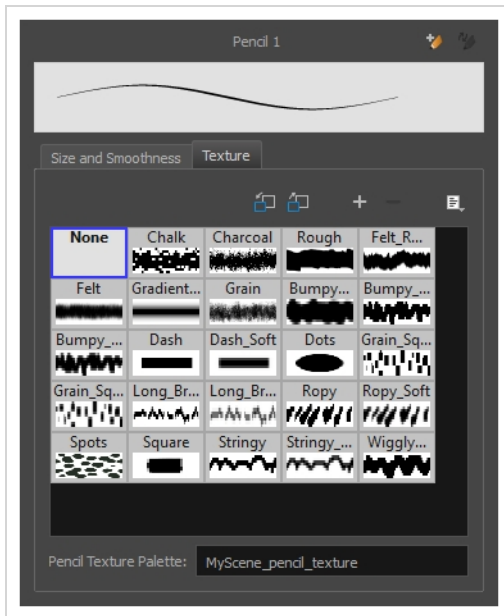 Pencil 1
Size and Smoothness Texture
None Chalk Charcoal Rough Felt_R...
Felt Gradient... Grain Bumpy... Bumpy_...
Bumpy_... Dash Dash_Soft Dots Grain_Sq...
Grain_Sq... Long_Br... Long_Br... Ropy Ropy_Soft
Spots Square Stringy Stringy_... Wiggly...
Pencil Texture Palette: MyScene_pencil_texture